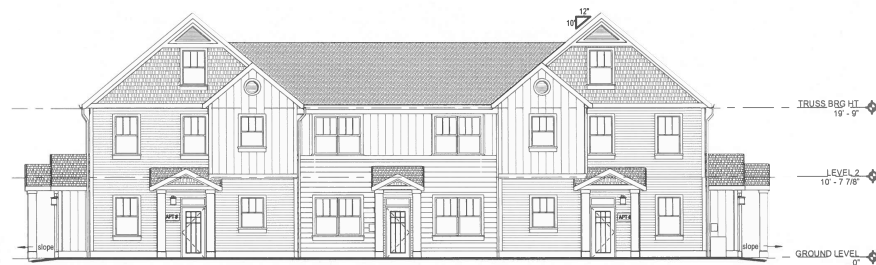 12"
10"
TRUSS BRG HT
19' - 9"
LEVEL 2
10' - 7 7/8"
APT #
APT #
slope
slope
GROUND LEVEL
0"